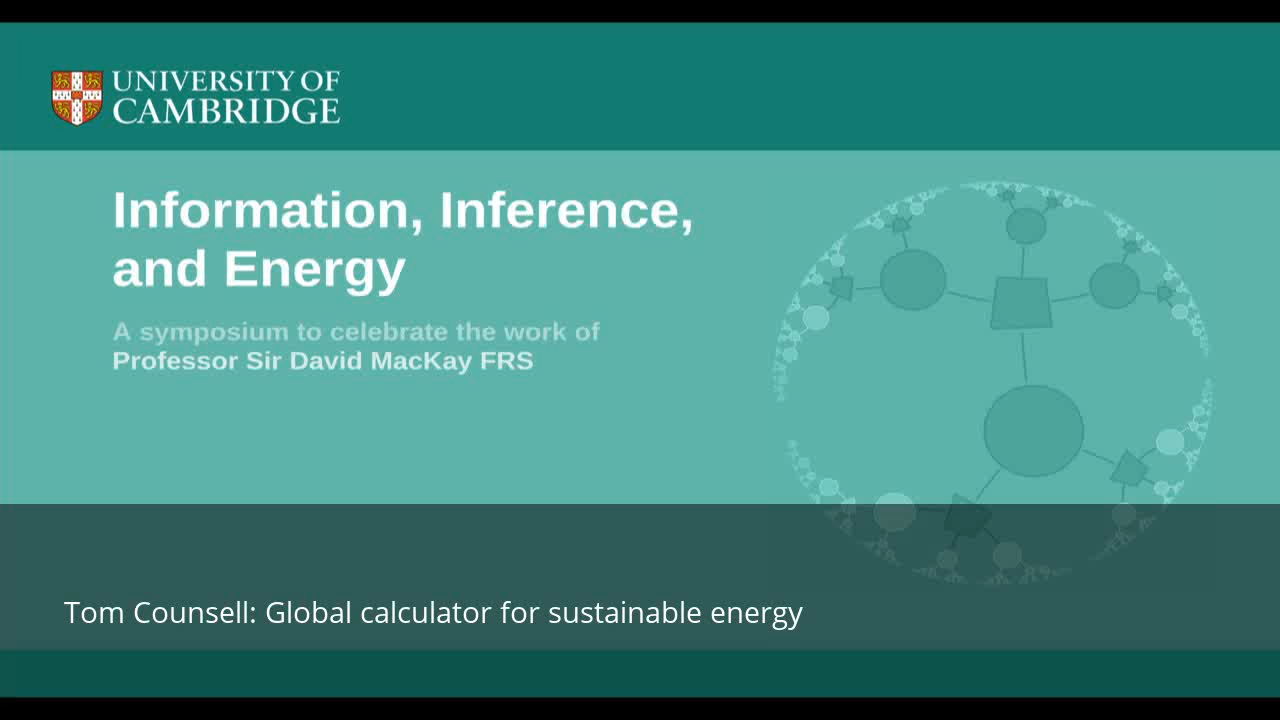 UNIVERSITY OF
CAMBRIDGE
Information, Inference,
and Energy
A symposium to celebrate the work of
Professor Sir David MacKay FRS
Tom Counsell: Global calculator for sustainable energy